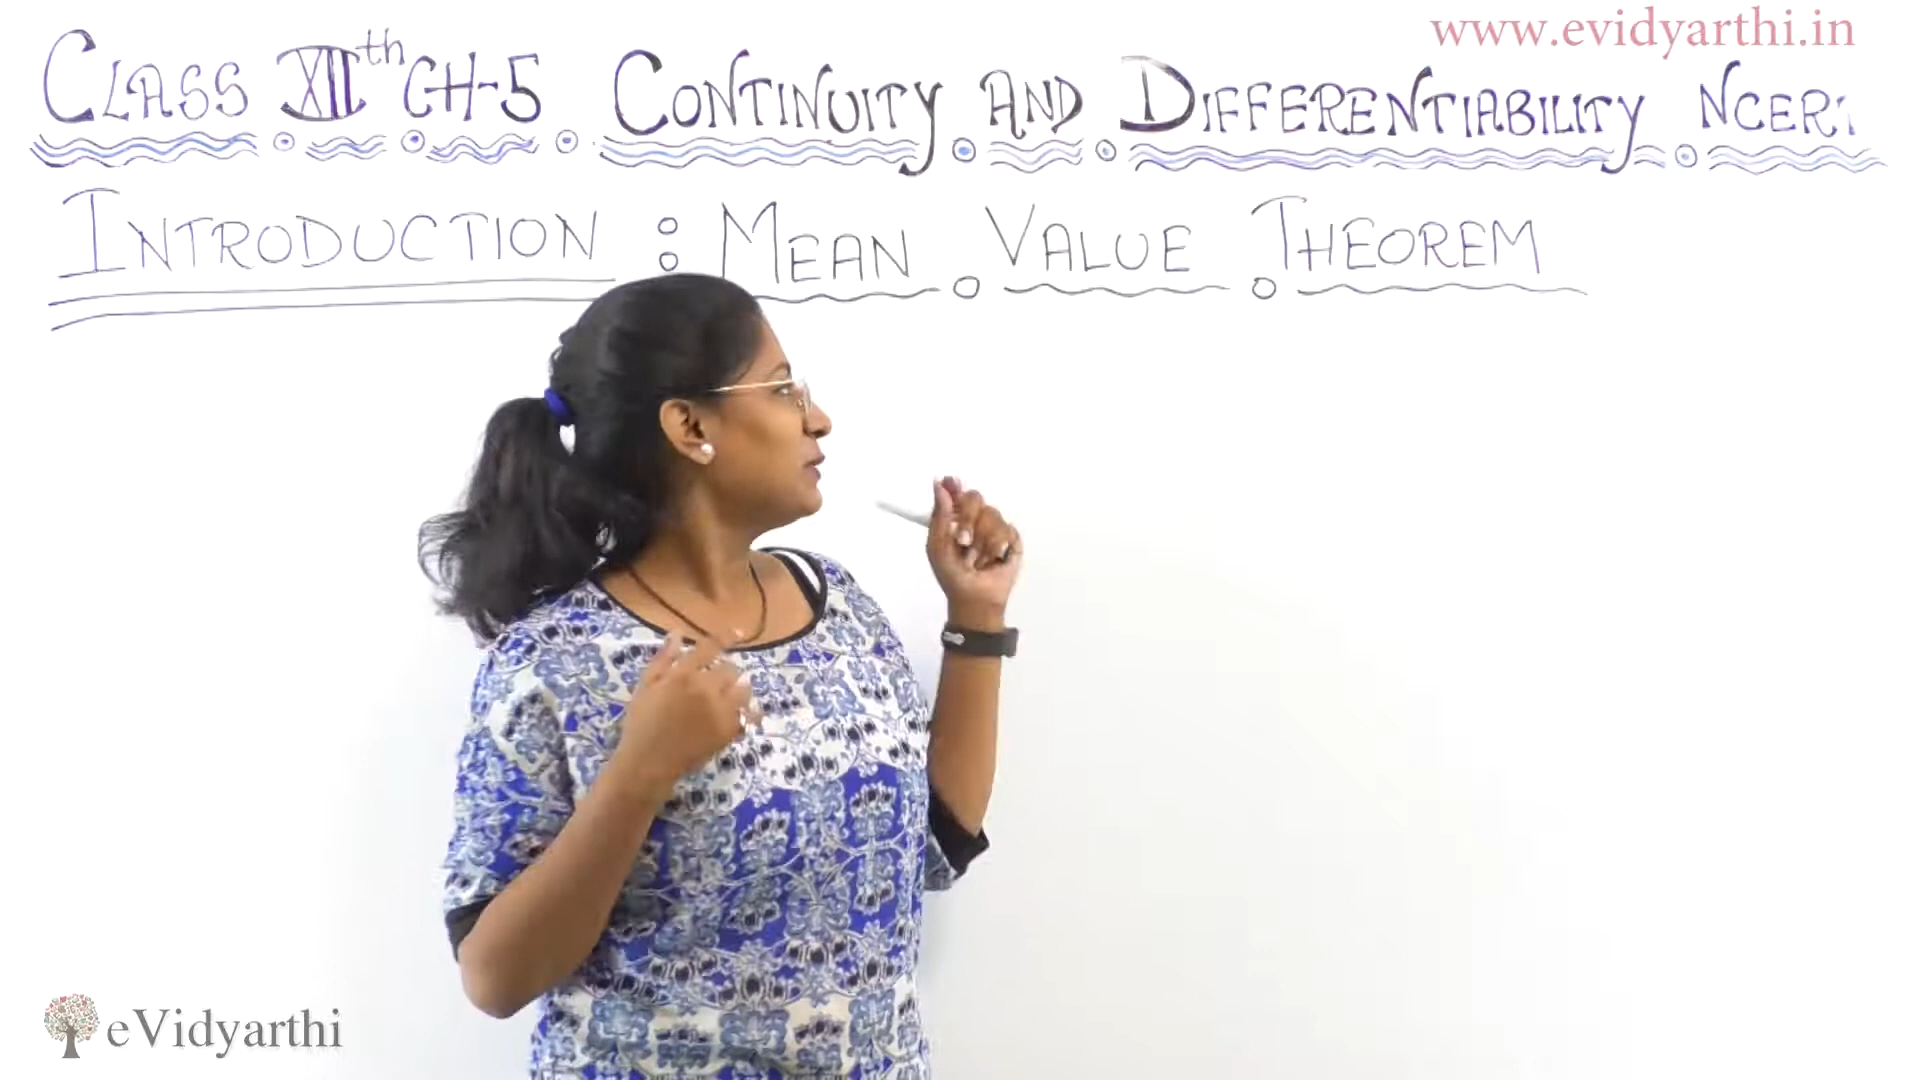 www.evidyarthi.in
CLASS XIIth CH-5 CONTINUITY AND DIFFERENTIABILITY NCERT
INTRODUCTION : MEAN VALUE THEOREM
eVidyarthi